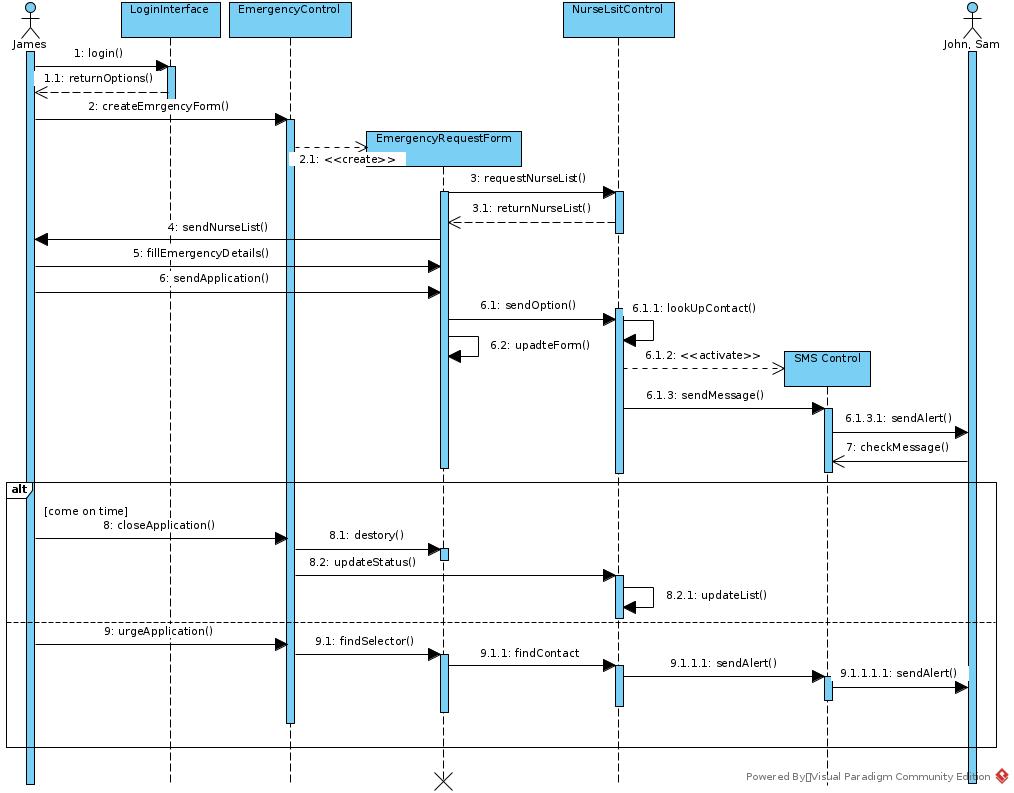 LoginInterface
EmergencyControl
NurseLsitControl
James
John, Sam
1: login()
1.1: returnOptions()
2: createEmrgencyForm()
EmergencyRequestForm
2.1: <<create>>
3: requestNurseList()
3.1: returnNurseList()
4: sendNurseList()
5: fillEmergencyDetails()
6: sendApplication()
6.1: sendOption()
6.1.1: lookUpContact()
6.2: upadteForm()
6.1.2: <<activate>>
SMS Control
6.1.3: sendMessage()
6.1.3.1: sendAlert()
7: checkMessage()
alt
[come on time]
8: closeApplication()
8.1: destory()
8.2: updateStatus()
8.2.1: updateList()
9: urgeApplication()
9.1: findSelector()
9.1.1: findContact
9.1.1.1: sendAlert()
9.1.1.1.1: sendAlert()
Powered By▯Visual Paradigm Community Edition